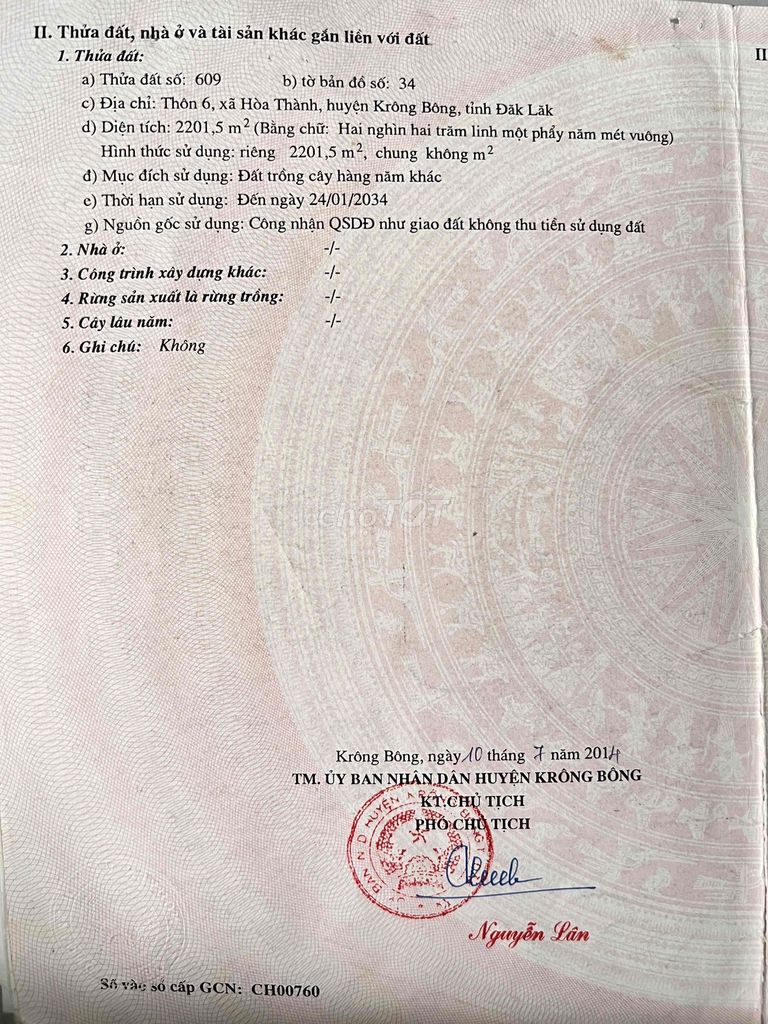 II. Thửa đất, nhà ở và tài sản khác gắn liền với đất
II
1. Thửa đất:
a) Thửa đất số: 609 b) tờ bản đồ số: 34
c) Địa chỉ: Thôn 6, xã Hòa Thành, huyện Krông Bông, tỉnh Đăk Lăk
d) Diện tích: 2201,5 m² (Bằng chữ: Hai nghìn hai trăm linh một phẩy năm mét vuông)
Hình thức sử dụng: riêng 2201,5 m², chung không m²
đ) Mục đích sử dụng: Đất trồng cây hàng năm khác
e) Thời hạn sử dụng: Đến ngày 24/01/2034
g) Nguồn gốc sử dụng: Công nhận QSDĐ như giao đất không thu tiền sử dụng đất
2. Nhà ở: -/-
3. Công trình xây dựng khác: -/-
4. Rừng sản xuất là rừng trồng: -/-
5. Cây lâu năm: -/-
6. Ghi chú: Không
chợTỐT
Krông Bông, ngày 10 tháng 7 năm 2014
TM. ỦY BAN NHÂN DÂN HUYỆN KRÔNG BÔNG
KT.CHỦ TỊCH
PHÓ CHỦ TỊCH
Nguyễn Lân
Số vào sổ cấp GCN: CH00760